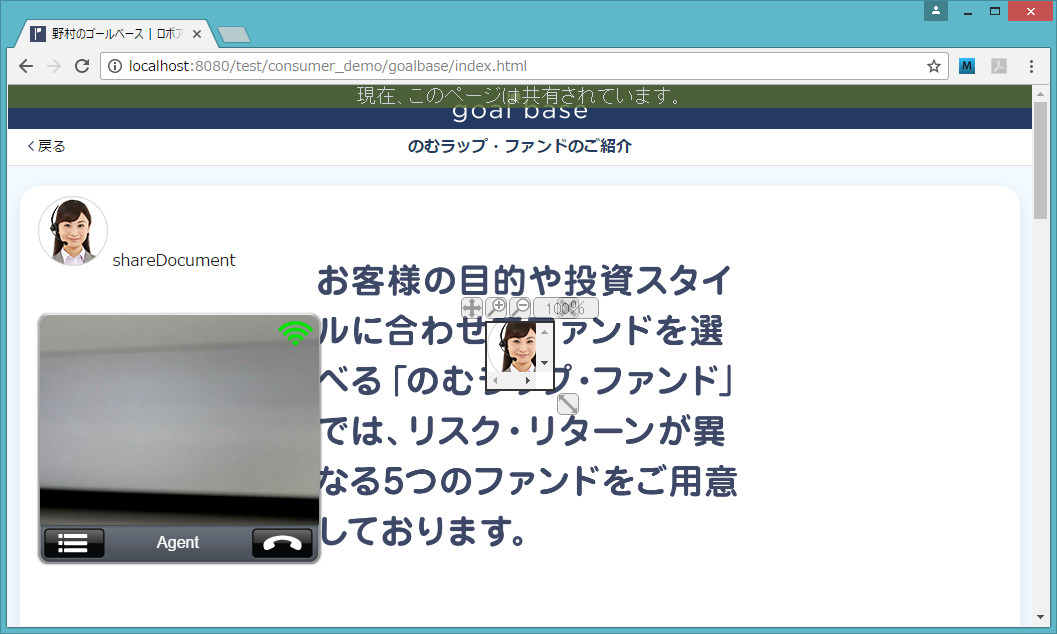 野村のゴールベース | ロボア
localhost:8080/test/consumer_demo/goalbase/index.html
M
現在、このページは共有されています。
goal base
戻る
のむラップ・ファンドのご紹介
shareDocument
お客様の目的や投資スタイ
100%
ルに合わせてファンドを選
べる「のむラップ・ファンド」
では、リスク・リターンが異
なる5つのファンドをご用意
しております。
Agent